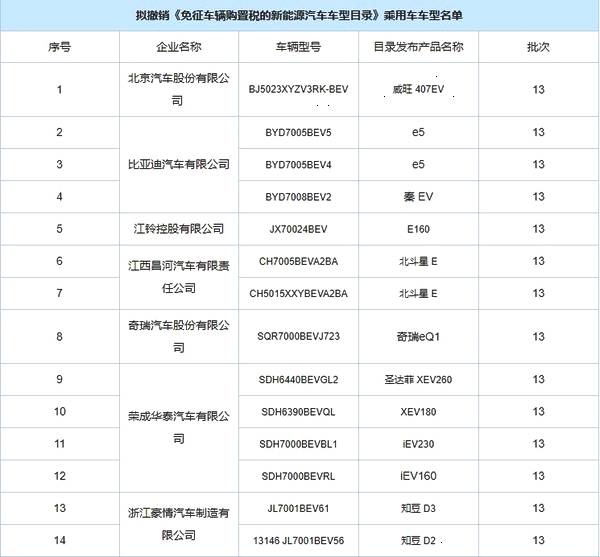 拟撤销《免征车辆购置税的新能源汽车车型目录》乘用车车型名单
序号 企业名称 车辆型号 目录发布产品名称 批次
1 北京汽车股份有限公司 BJ5023XYZV3RK-BEV 威旺 407EV 13
2 比亚迪汽车有限公司 BYD7005BEV5 e5 13
3 BYD7005BEV4 e5 13
4 BYD7008BEV2 秦 EV 13
5 江铃控股有限公司 JX70024BEV E160 13
6 江西昌河汽车有限责任公司 CH7005BEVA2BA 北斗星 E 13
7 CH5015XXYBEVA2BA 北斗星 E 13
8 奇瑞汽车股份有限公司 SQR7000BEVJ723 奇瑞eQ1 13
9 荣成华泰汽车有限公司 SDH6440BEVGL2 圣达菲 XEV260 13
10 SDH6390BEVQL XEV180 13
11 SDH7000BEVBL1 iEV230 13
12 SDH7000BEVRL iEV160 13
13 浙江豪情汽车制造有限公司 JL7001BEV61 知豆 D3 13
14 13146 JL7001BEV56 知豆 D2 13